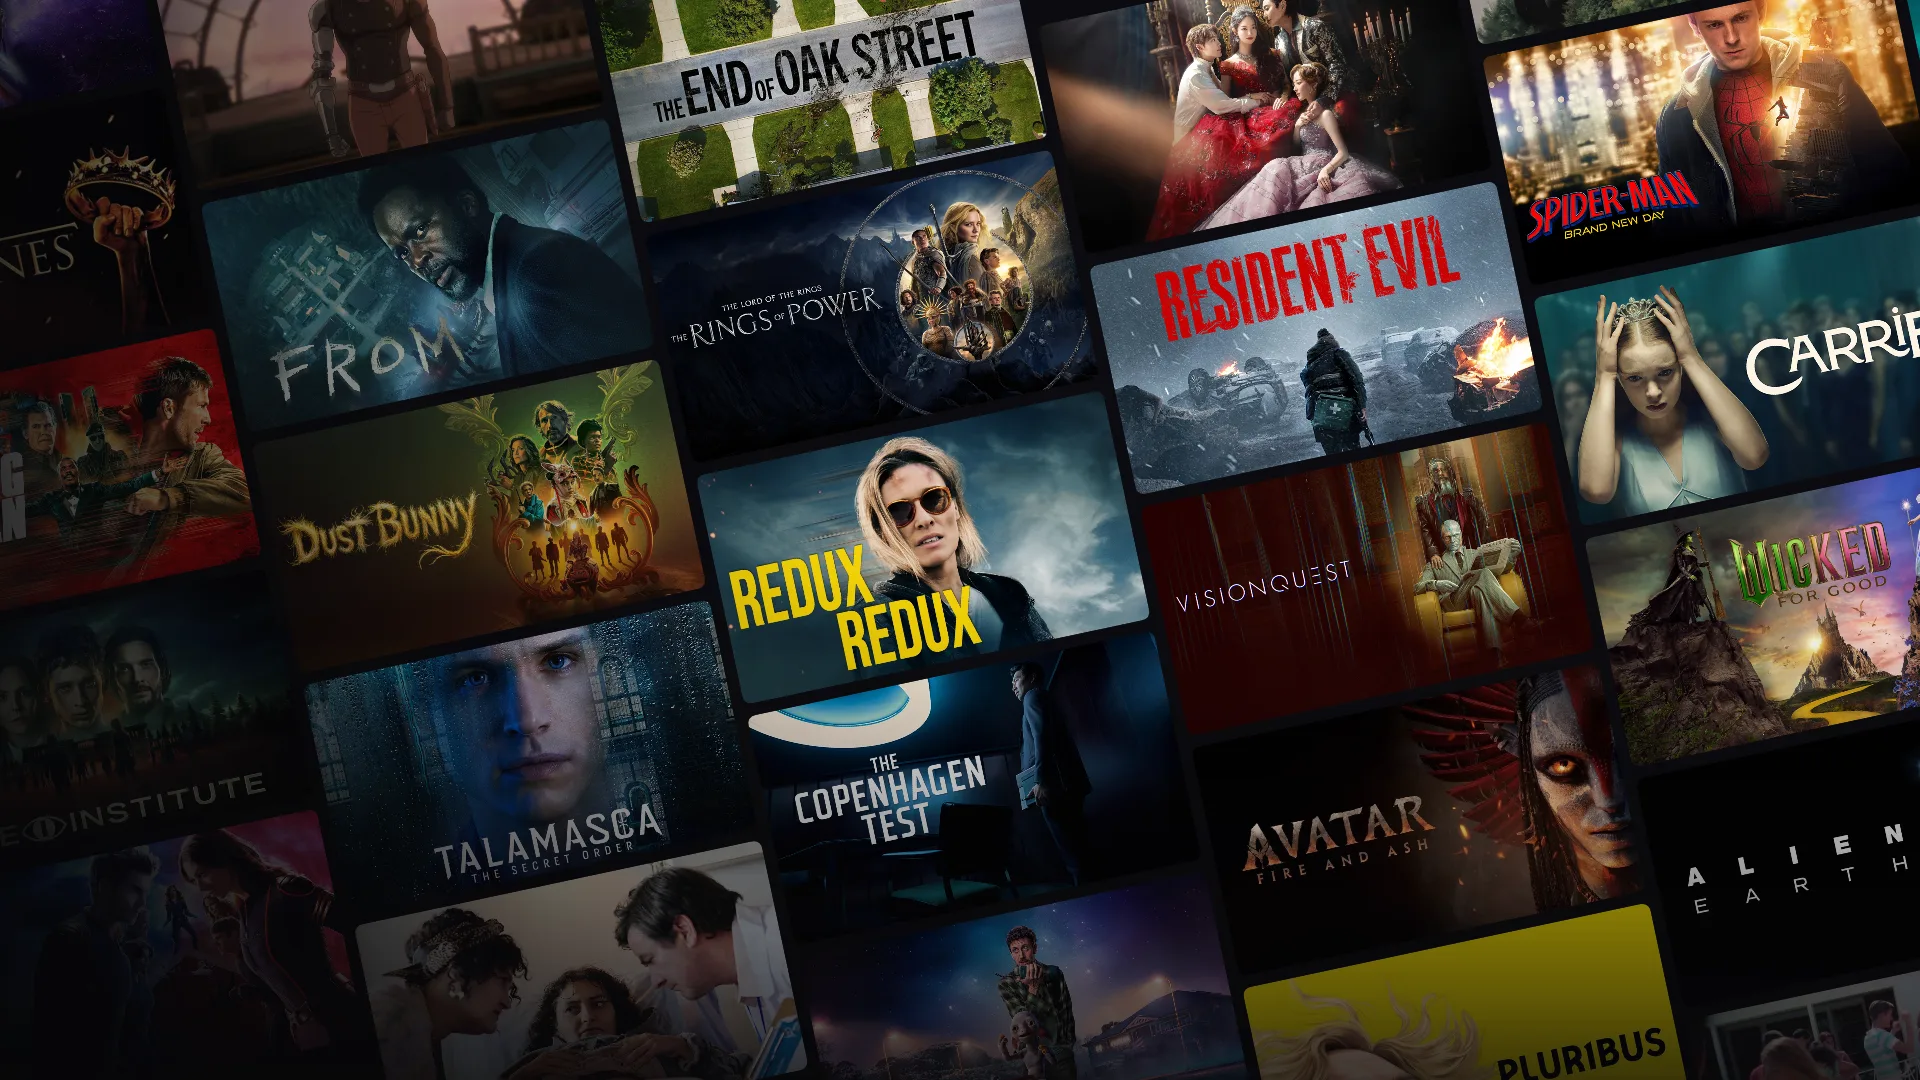 THE END OF OAK STREET
SPIDER-MAN
BRAND NEW DAY
NES
FROM
THE LORD OF THE RINGS
THE RINGS OF POWER
RESIDENT EVIL
CARRIE
G
N
DUST BUNNY
REDUX
REDUX
VISIONQUEST
WICKED
FOR GOOD
E INSTITUTE
TALAMASCA
THE SECRET ORDER
THE
COPENHAGEN
TEST
AVATAR
FIRE AND ASH
ALIEN
EARTH
PLUR1BUS